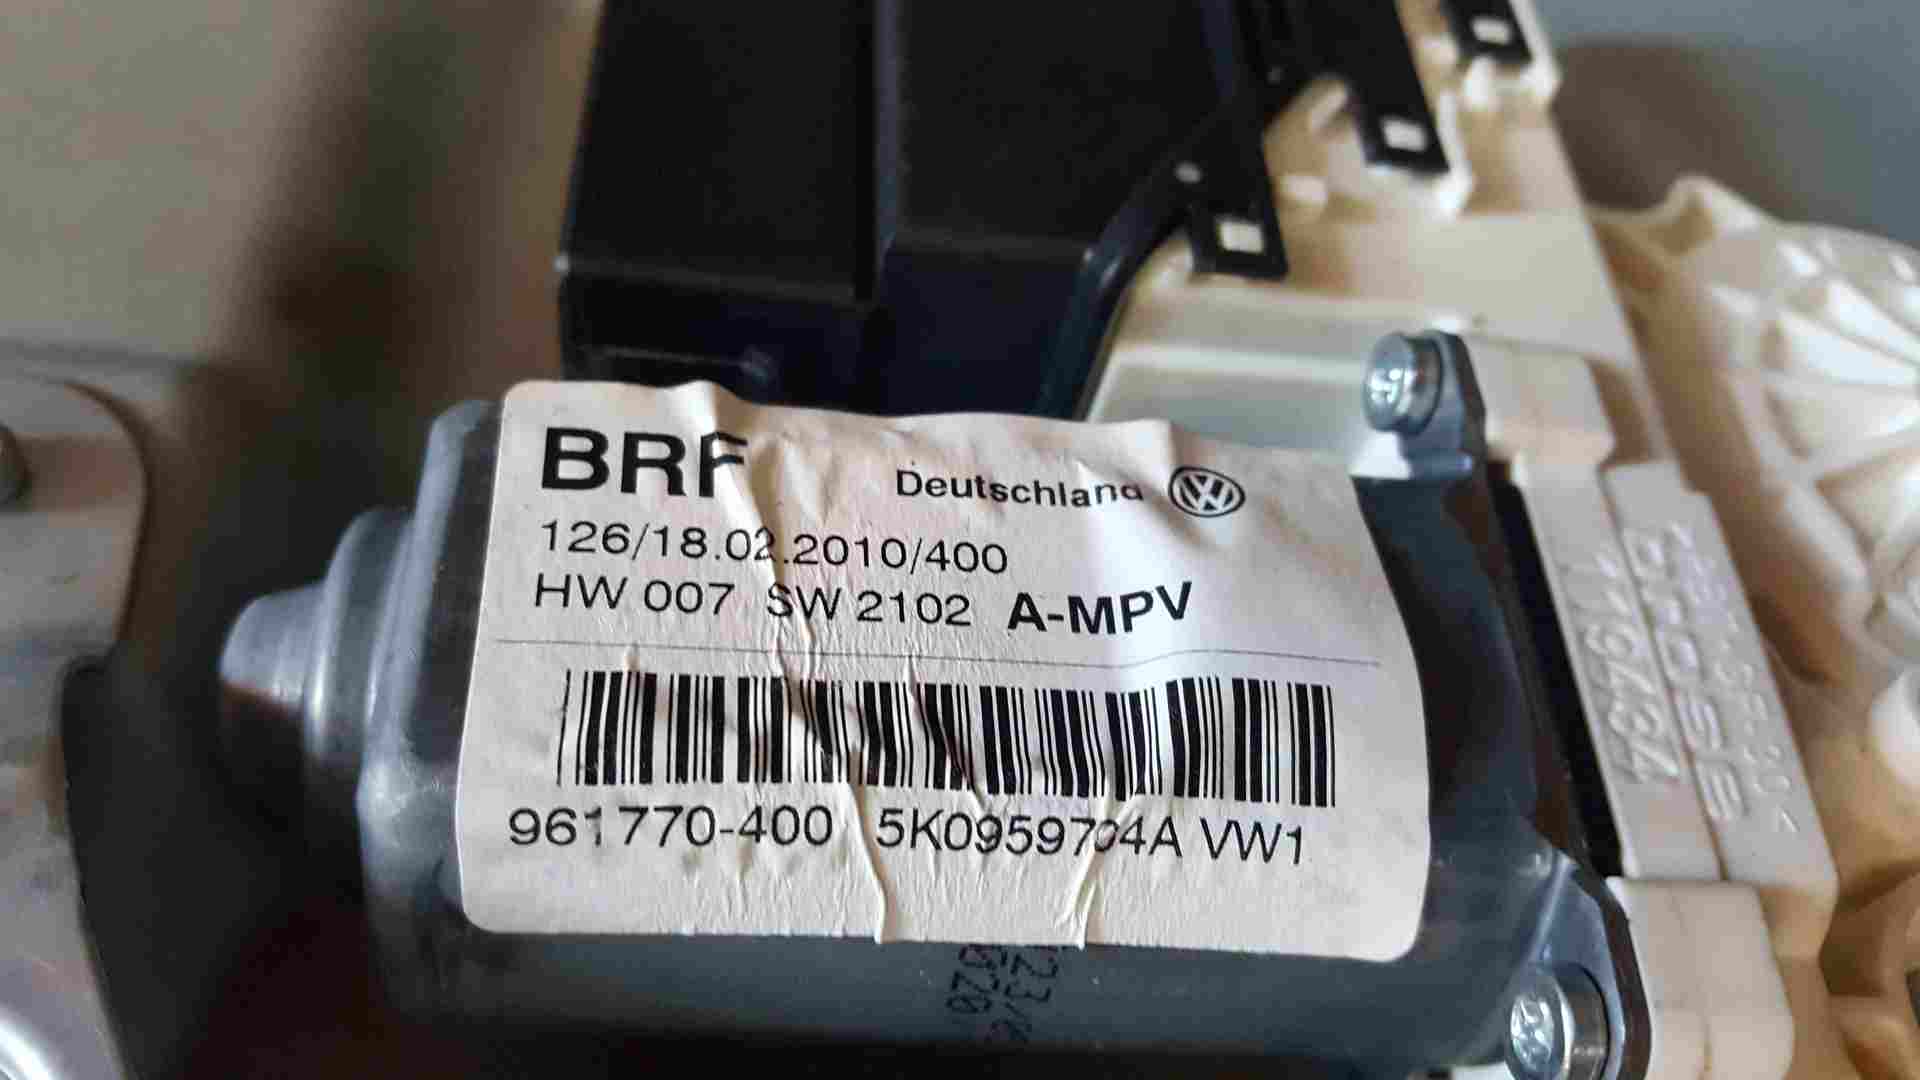 BRF Deutschland
126/18.02.2010/400
HW 007 SW 2102 A-MPV
961770-400 5K0959704A VW1